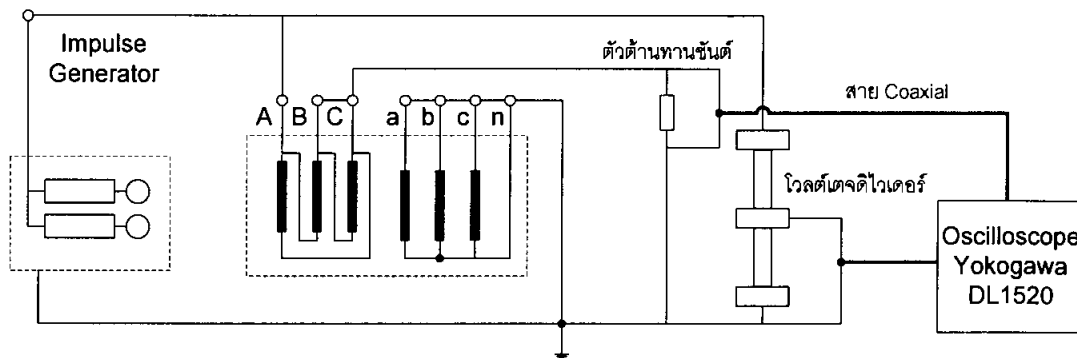 Impulse
Generator
ตัวต้านทานชันต์
สาย Coaxial
A B C a b c n
โวลต์เตจดิไวเดอร์
Oscilloscope
Yokogawa
DL1520